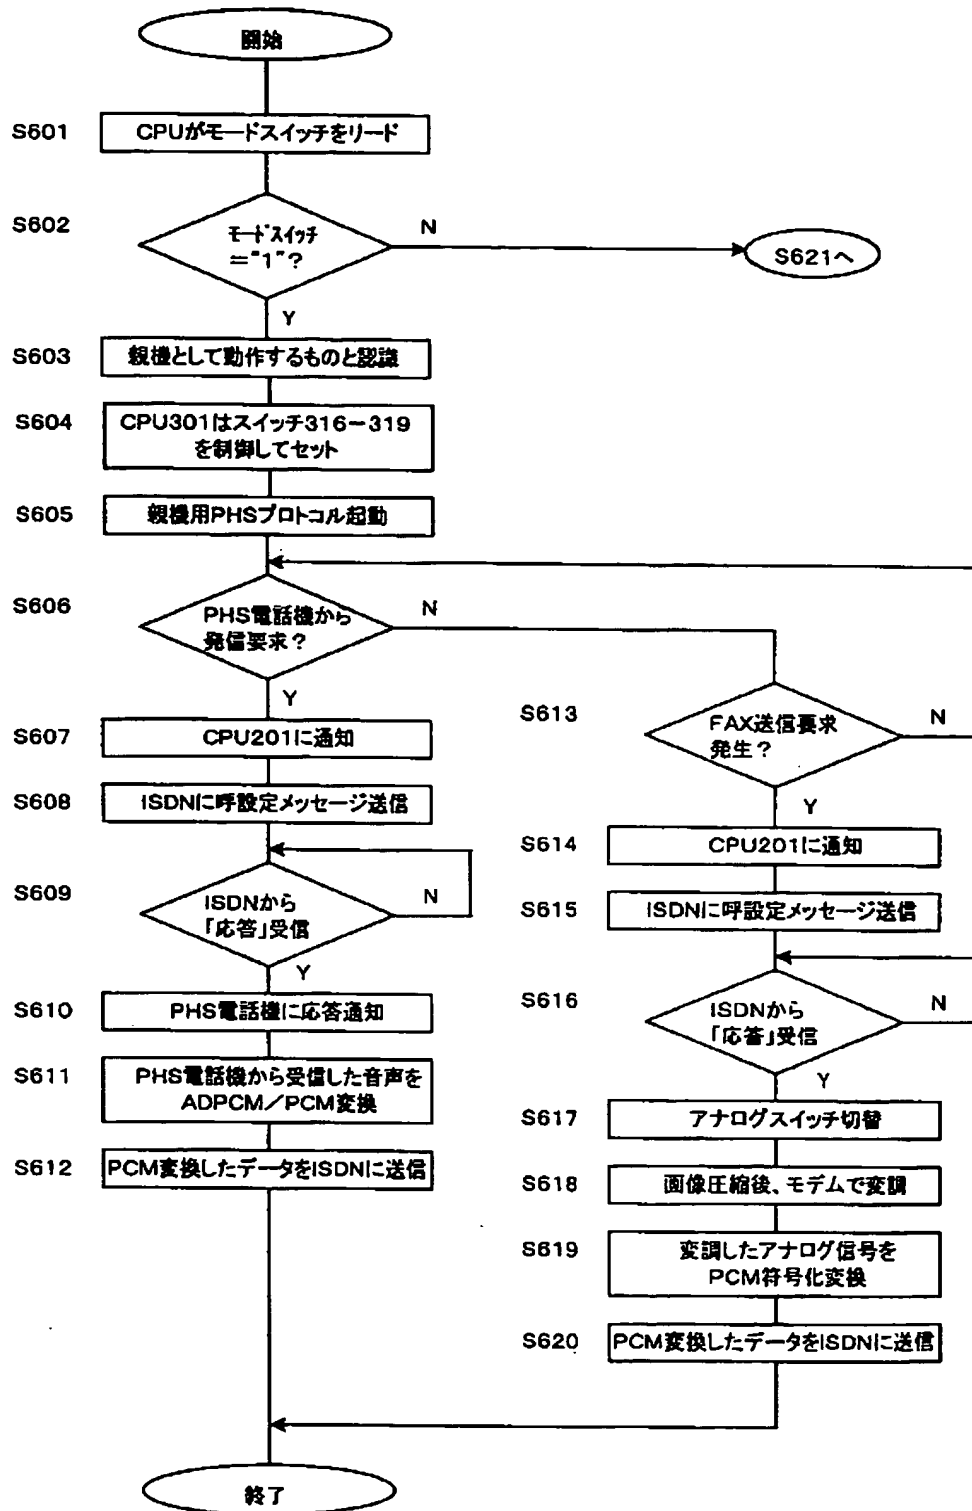 開始
S601
CPUがモードスイッチをリード
S602
モードスイッチ
="1"?
N
S621へ
Y
S603
親機として動作するものと認識
S604
CPU301はスイッチ316-319
を制御してセット
S605
親機用PHSプロトコル起動
S606
PHS電話機から
発信要求?
N
Y
S607
CPU201に通知
S608
ISDNに呼設定メッセージ送信
S609
ISDNから
「応答」受信
N
Y
S610
PHS電話機に応答通知
S611
PHS電話機から受信した音声を
ADPCM/PCM変換
S612
PCM変換したデータをISDNに送信
S613
FAX送信要求
発生?
N
Y
S614
CPU201に通知
S615
ISDNに呼設定メッセージ送信
S616
ISDNから
「応答」受信
N
Y
S617
アナログスイッチ切替
S618
画像圧縮後、モデムで変調
S619
変調したアナログ信号を
PCM符号化変換
S620
PCM変換したデータをISDNに送信
終了